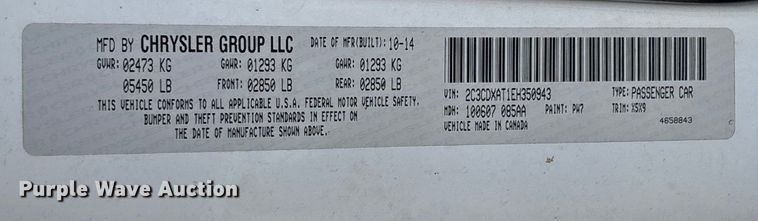 MFD BY CHRYSLER GROUP LLC DATE OF MFR(BUILT): 10-14
GVWR: 02473 KG GAWR: 01293 KG GAWR: 01293 KG
05450 LB FRONT: 02850 LB REAR: 02850 LB
THIS VEHICLE CONFORMS TO ALL APPLICABLE U.S.A. FEDERAL MOTOR VEHICLE SAFETY,
BUMPER AND THEFT PREVENTION STANDARDS IN EFFECT ON
THE DATE OF MANUFACTURE SHOWN ABOVE.
VIN: 2C3CDXAT1EH350943 TYPE: PASSENGER CAR
MDH: 100607 085AA PAINT: PW7 TRIM: X5X9
VEHICLE MADE IN CANADA 4658843
Purple Wave Auction